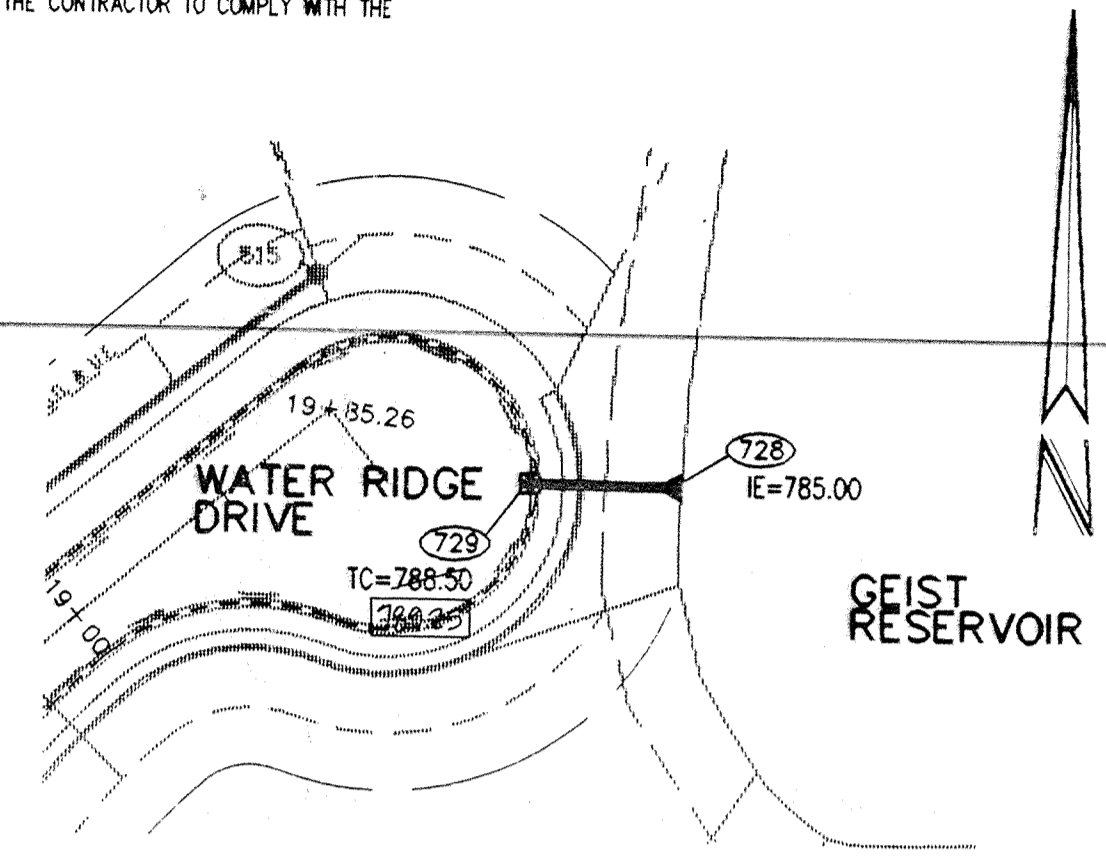 THE CONTRACTOR TO COMPLY WITH THE
515
19+85.26
WATER RIDGE
DRIVE
728
IE=785.00
729
TC=788.50
19+00
GEIST
RESERVOIR
N